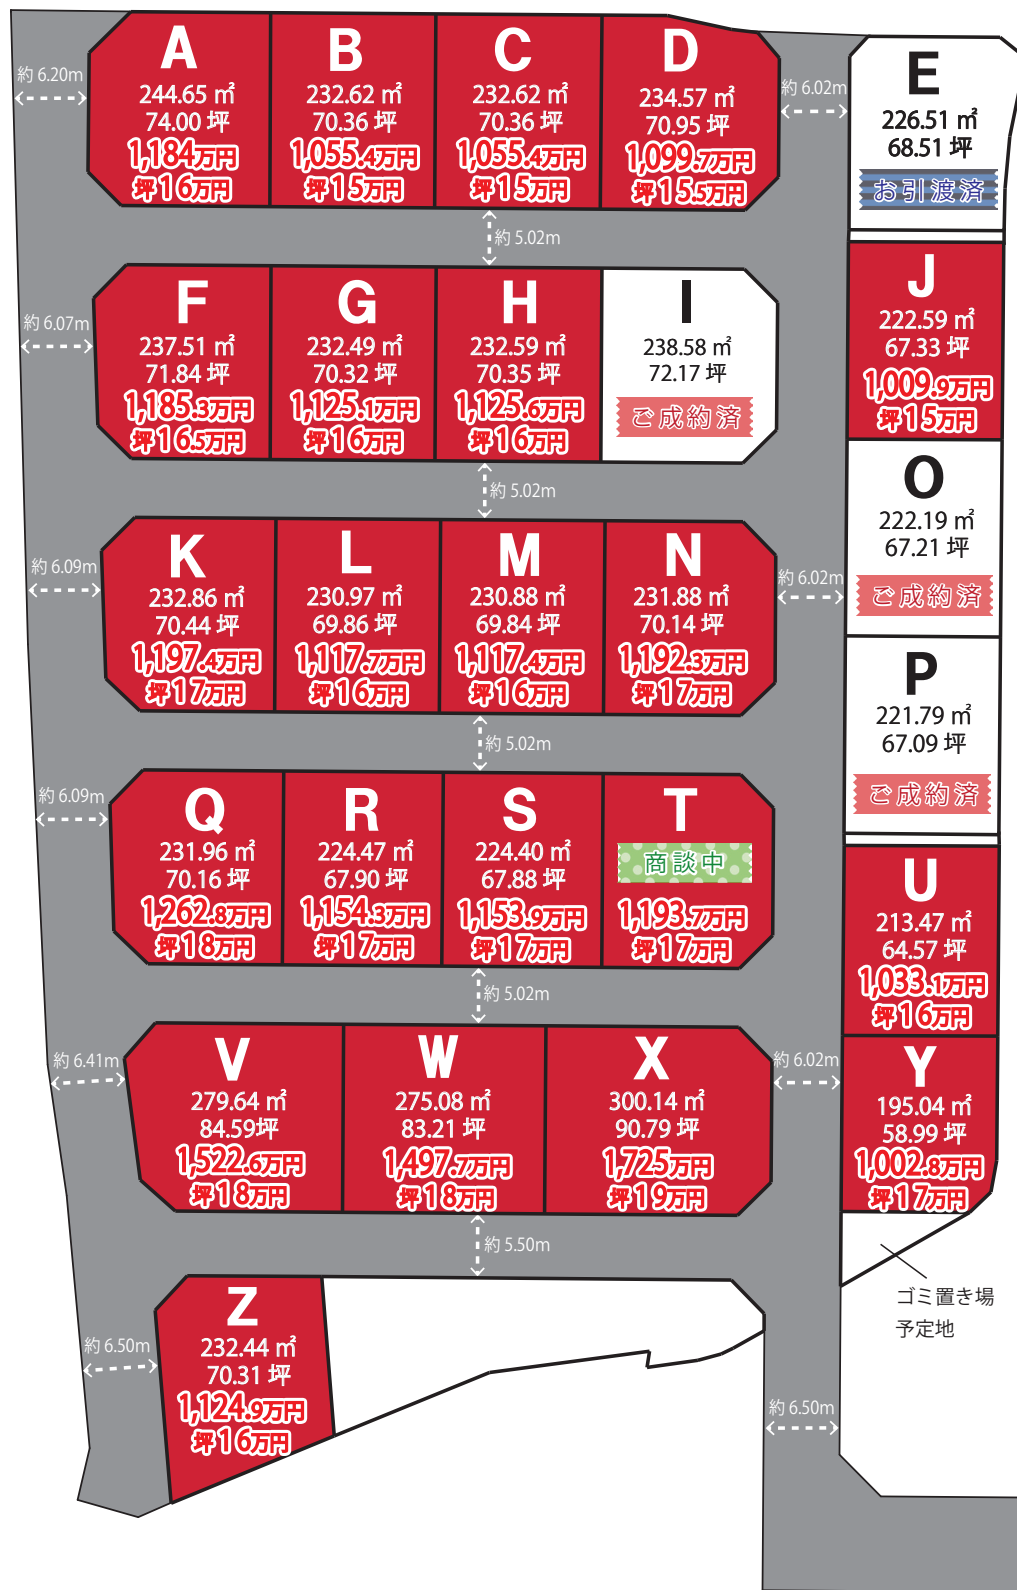 A
244.65 ㎡
74.00 坪
1,184万円
坪16万円
B
232.62 ㎡
70.36 坪
1,055.4万円
坪15万円
C
232.62 ㎡
70.36 坪
1,055.4万円
坪15万円
D
234.57 ㎡
70.95 坪
1,099.7万円
坪15.5万円
E
226.51 ㎡
68.51 坪
お引渡済
約 6.20m
約 6.02m
約 5.02m
F
237.51 ㎡
71.84 坪
1,185.3万円
坪16.5万円
G
232.49 ㎡
70.32 坪
1,125.1万円
坪16万円
H
232.59 ㎡
70.35 坪
1,125.6万円
坪16万円
I
238.58 ㎡
72.17 坪
ご成約済
J
222.59 ㎡
67.33 坪
1,009.9万円
坪15万円
約 6.07m
約 5.02m
K
232.86 ㎡
70.44 坪
1,197.4万円
坪17万円
L
230.97 ㎡
69.86 坪
1,117.7万円
坪16万円
M
230.88 ㎡
69.84 坪
1,117.4万円
坪16万円
N
231.88 ㎡
70.14 坪
1,192.3万円
坪17万円
O
222.19 ㎡
67.21 坪
ご成約済
約 6.09m
約 6.02m
約 5.02m
P
221.79 ㎡
67.09 坪
ご成約済
Q
231.96 ㎡
70.16 坪
1,262.8万円
坪18万円
R
224.47 ㎡
67.90 坪
1,154.3万円
坪17万円
S
224.40 ㎡
67.88 坪
1,153.9万円
坪17万円
T
商談中
1,193.7万円
坪17万円
U
213.47 ㎡
64.57 坪
1,033.1万円
坪16万円
約 6.09m
約 5.02m
V
279.64 ㎡
84.59坪
1,522.6万円
坪18万円
W
275.08 ㎡
83.21 坪
1,497.7万円
坪18万円
X
300.14 ㎡
90.79 坪
1,725万円
坪19万円
Y
195.04 ㎡
58.99 坪
1,002.8万円
坪17万円
約 6.41m
約 6.02m
約 5.50m
ゴミ置き場
予定地
Z
232.44 ㎡
70.31 坪
1,124.9万円
坪16万円
約 6.50m
約 6.50m